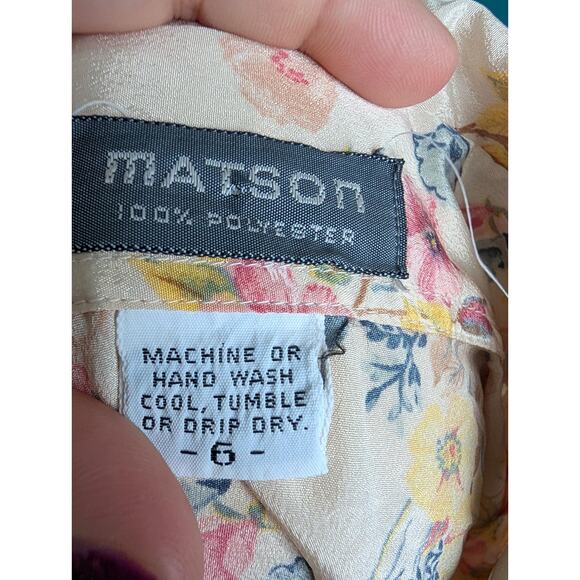 MATSON
100% POLYESTER
MACHINE OR
HAND WASH
COOL, TUMBLE
OR DRIP DRY.
- 6 -